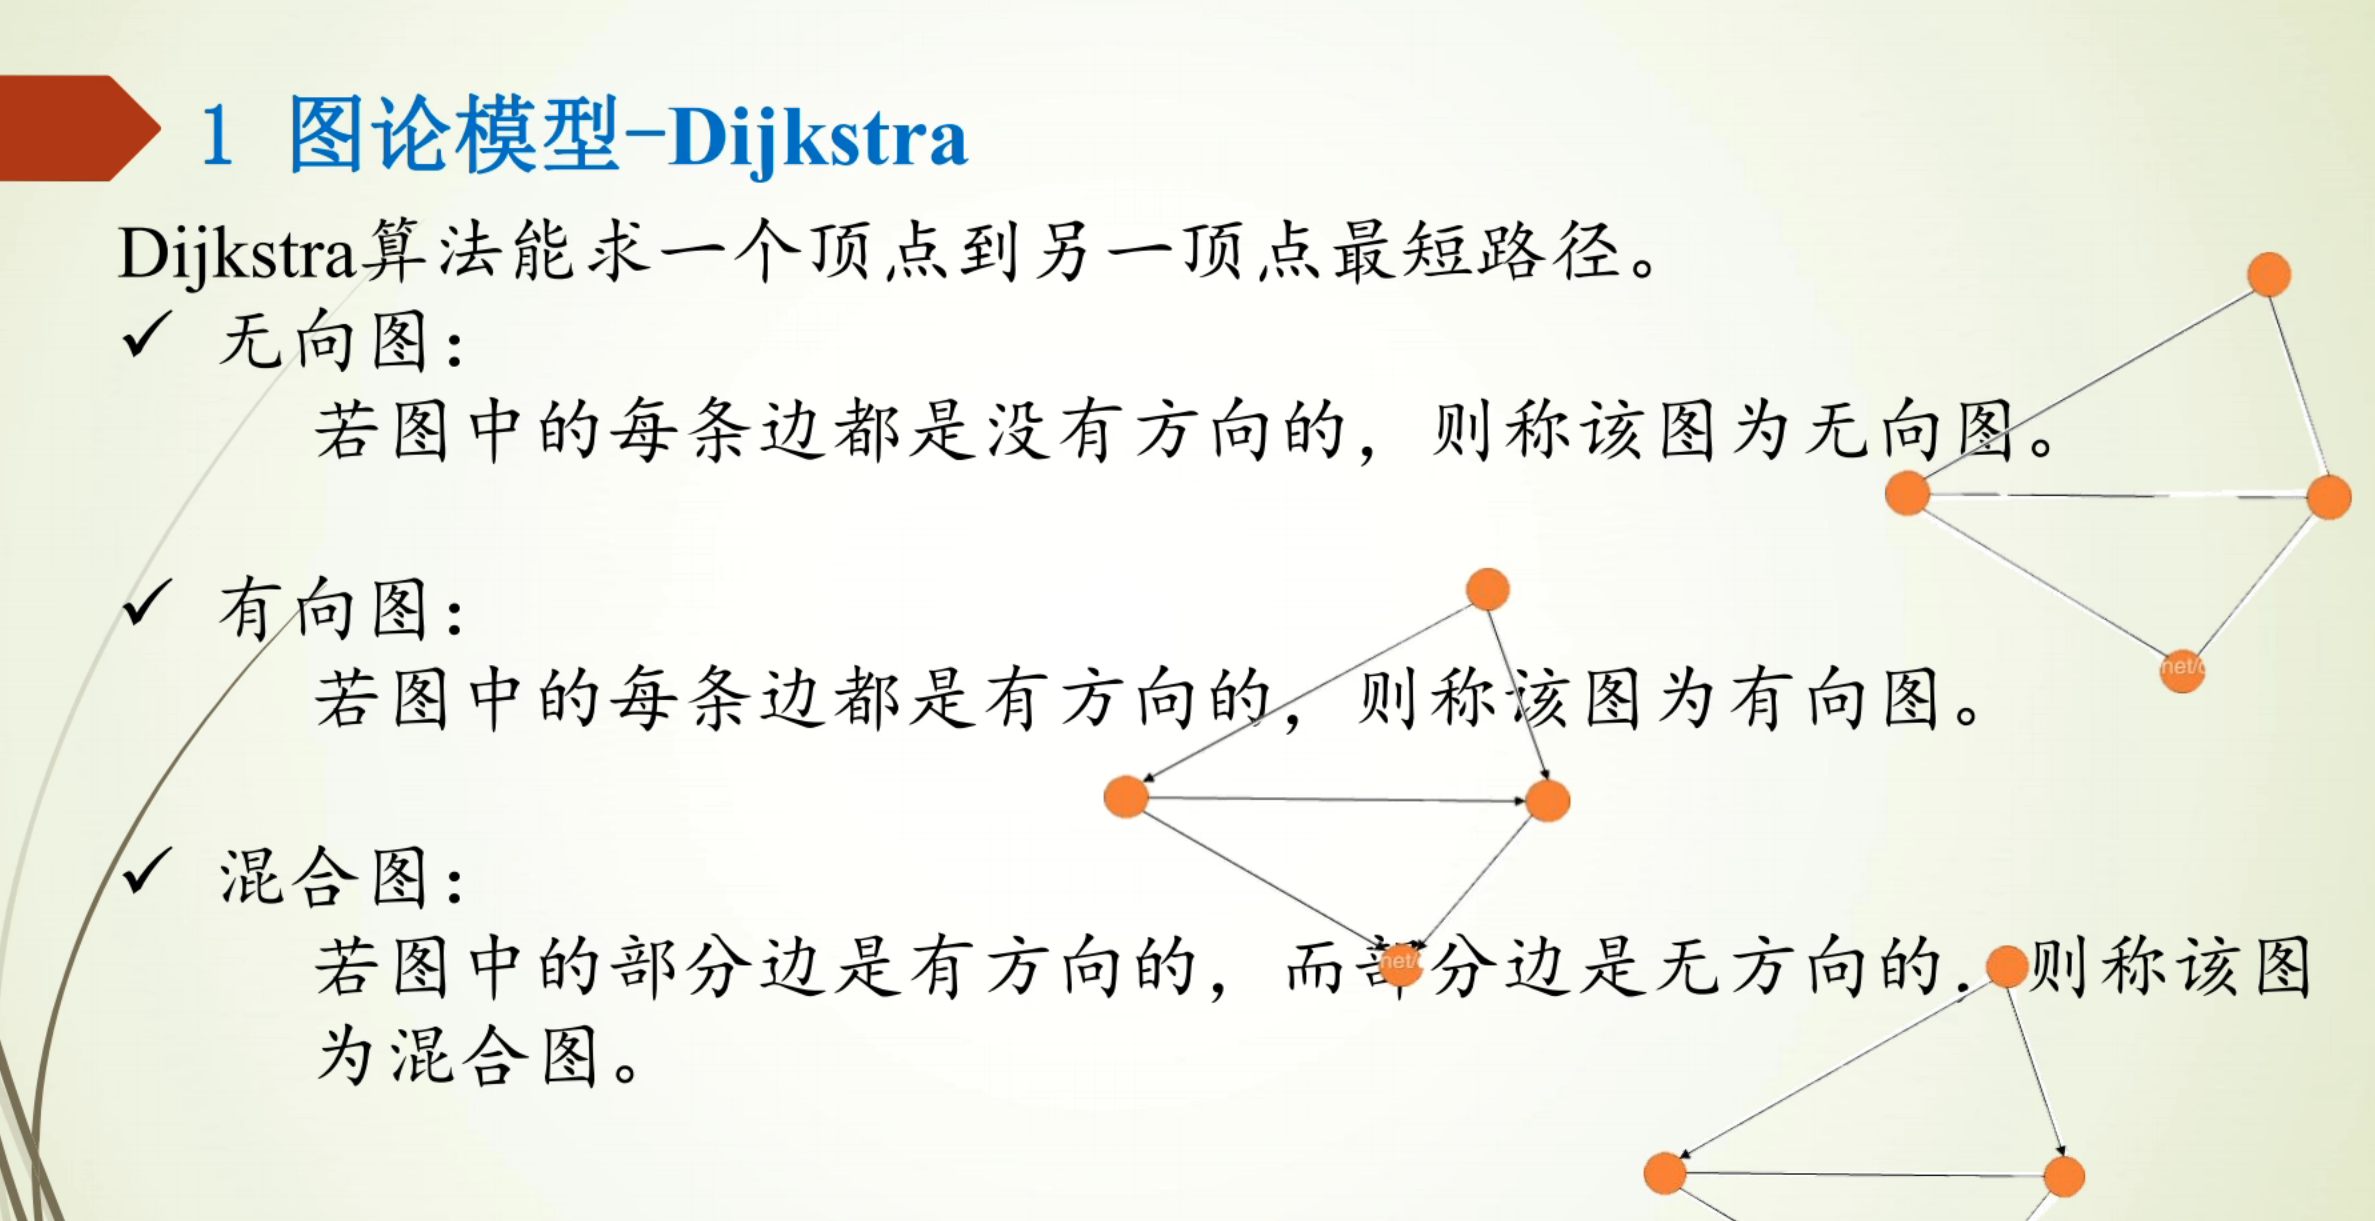 1 图论模型-Dijkstra
Dijkstra算法能求一个顶点到另一顶点最短路径。
✓ 无向图：
若图中的每条边都是没有方向的，则称该图为无向图。
✓ 有向图：
若图中的每条边都是有方向的，则称该图为有向图。
✓ 混合图：
若图中的部分边是有方向的，而部分边是无方向的，则称该图
为混合图。
net/
net/